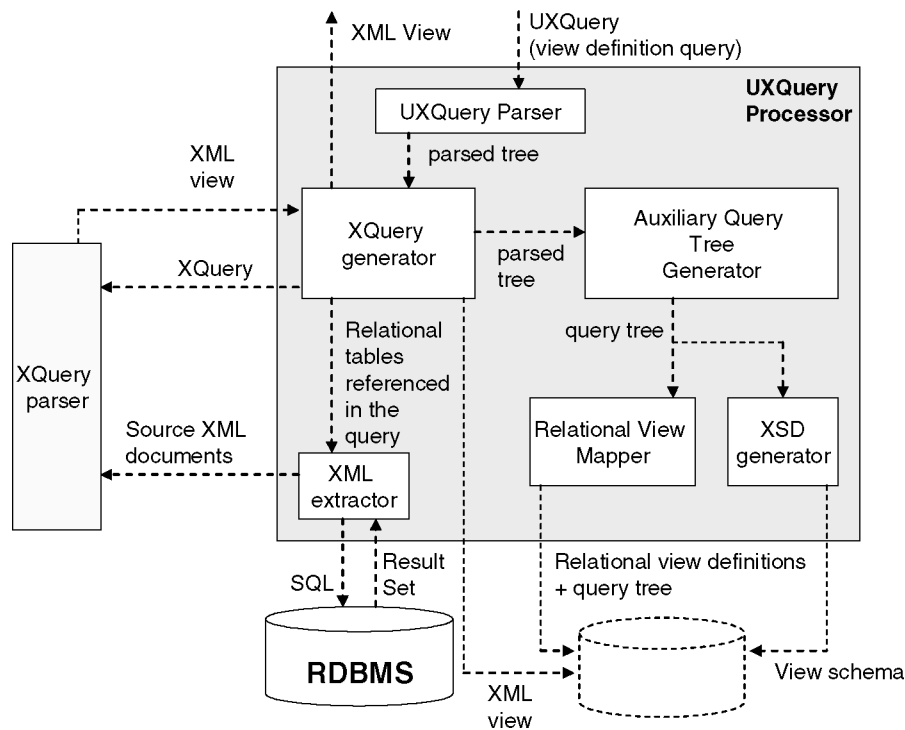 XML View
UXQuery
(view definition query)
UXQuery
Processor
UXQuery Parser
parsed tree
XML
view
XQuery
generator
parsed
tree
Auxiliary Query
Tree
Generator
XQuery
XQuery
parser
Relational
tables
referenced
in the
query
query tree
Source XML
documents
XML
extractor
Relational View
Mapper
XSD
generator
SQL
Result
Set
Relational view definitions
+ query tree
RDBMS
XML
view
View schema